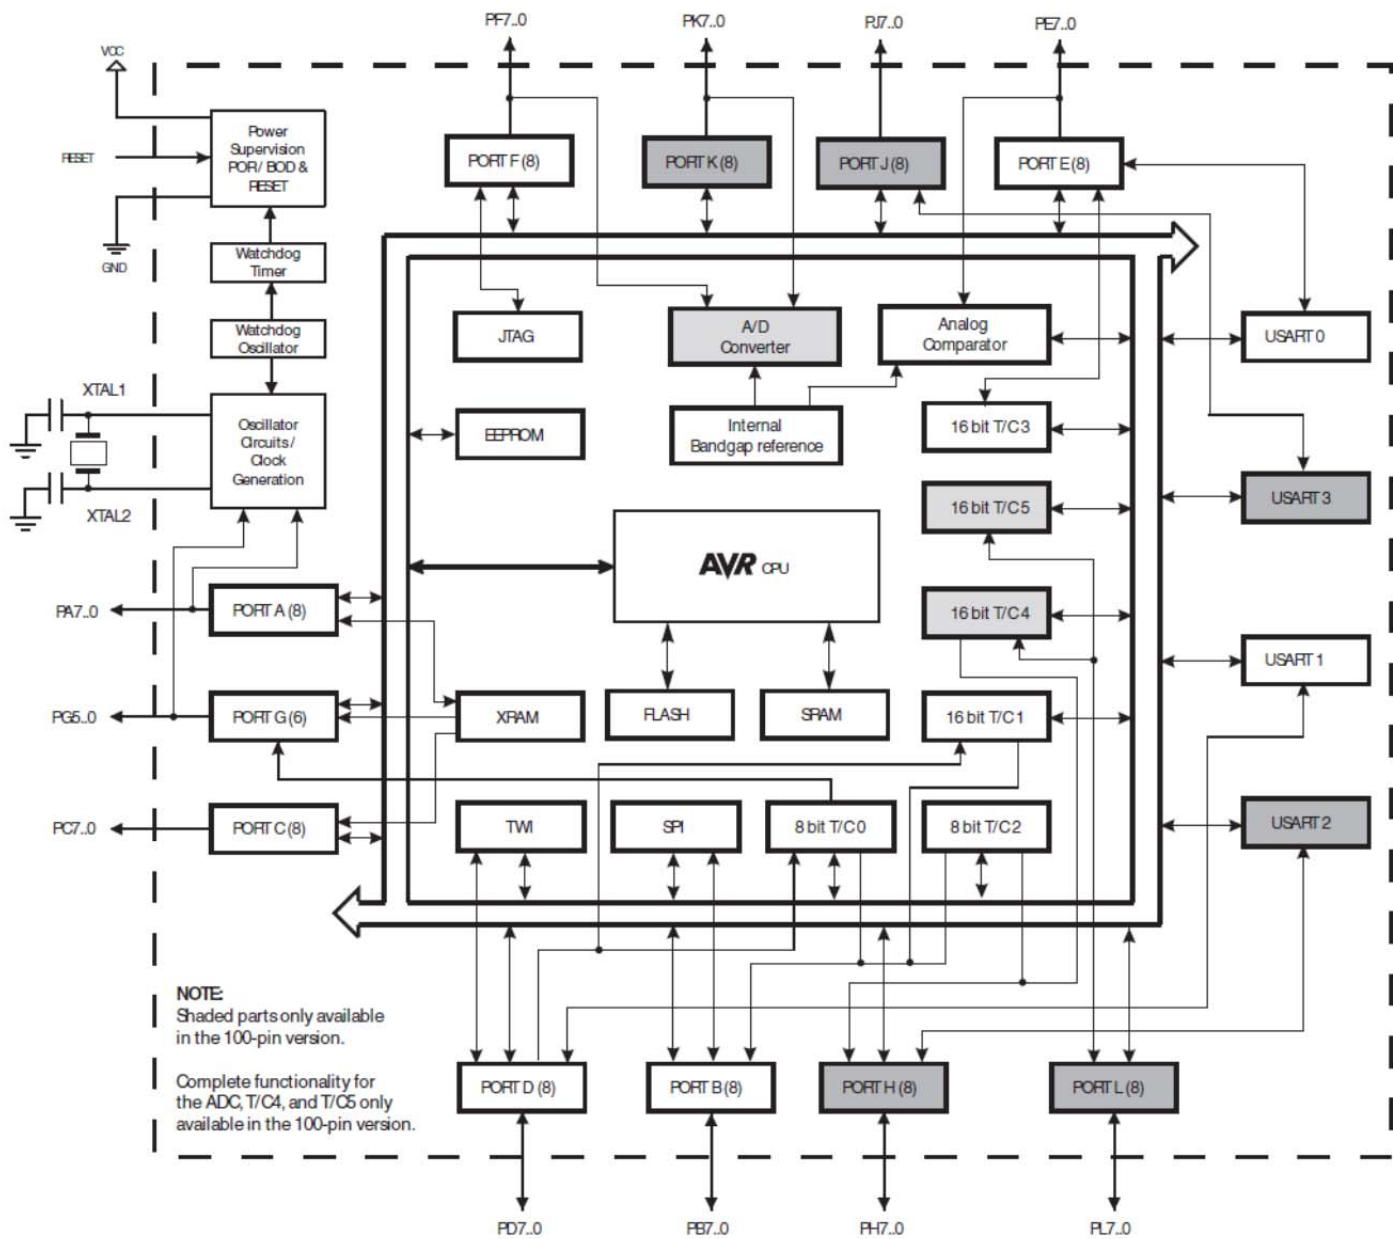 PF7..0
PK7..0
PJ7..0
PE7..0
VCC
RESET
GND
Power
Supervision
POR/ BOD &
RESET
PORT F (8)
PORT K (8)
PORT J (8)
PORT E (8)
Watchdog
Timer
Watchdog
Oscillator
XTAL1
XTAL2
Oscillator
Circuits /
Clock
Generation
JTAG
A/D
Converter
Analog
Comparator
USART 0
EEPROM
Internal
Bandgap reference
16 bit T/C3
16 bit T/C5
USART 3
AVR CPU
16 bit T/C4
PA7..0
PORT A (8)
USART 1
PG5..0
PORT G (6)
XRAM
FLASH
SRAM
16 bit T/C1
PC7..0
PORT C (8)
TWI
SPI
8 bit T/C0
8 bit T/C2
USART 2
NOTE:
Shaded parts only available
in the 100-pin version.
Complete functionality for
the ADC, T/C4, and T/C5 only
available in the 100-pin version.
PORT D (8)
PORT B (8)
PORT H (8)
PORT L (8)
PD7..0
PB7..0
PH7..0
PL7..0